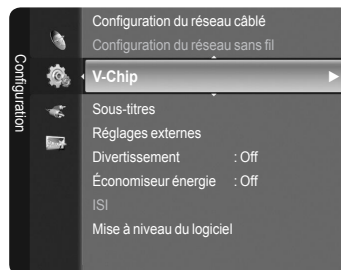 Configuration
Configuration du réseau câblé
Configuration du réseau sans fil
V-Chip
Sous-titres
Réglages externes
Divertissement : Off
Économiseur énergie : Off
ISI
Mise à niveau du logiciel